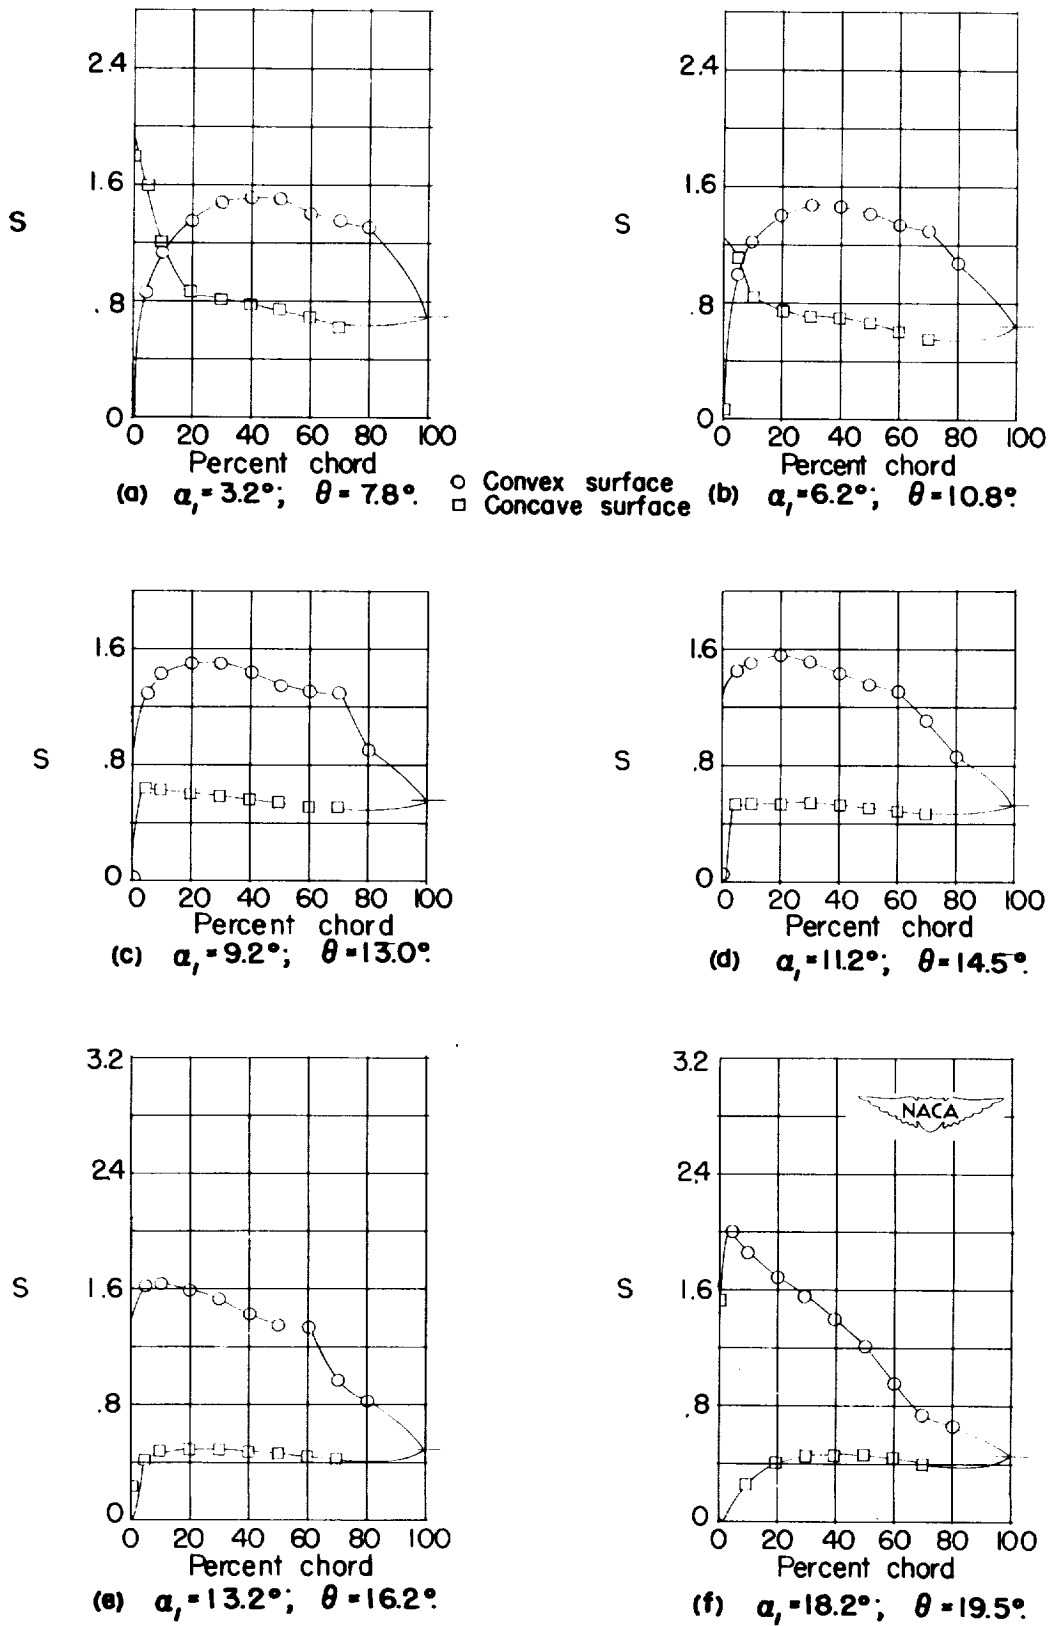 2.4
1.6
S
.8
0
0 20 40 60 80 100
Percent chord
(a) α₁ = 3.2°; θ = 7.8°.
2.4
1.6
S
.8
0
0 20 40 60 80 100
Percent chord
(b) α₁ = 6.2°; θ = 10.8°.
○ Convex surface
□ Concave surface
1.6
S
.8
0
0 20 40 60 80 100
Percent chord
(c) α₁ = 9.2°; θ = 13.0°.
1.6
S
.8
0
0 20 40 60 80 100
Percent chord
(d) α₁ = 11.2°; θ = 14.5°.
3.2
2.4
S
1.6
.8
0
0 20 40 60 80 100
Percent chord
(e) α₁ = 13.2°; θ = 16.2°.
3.2
NACA
2.4
S
1.6
.8
0
0 20 40 60 80 100
Percent chord
(f) α₁ = 18.2°; θ = 19.5°.